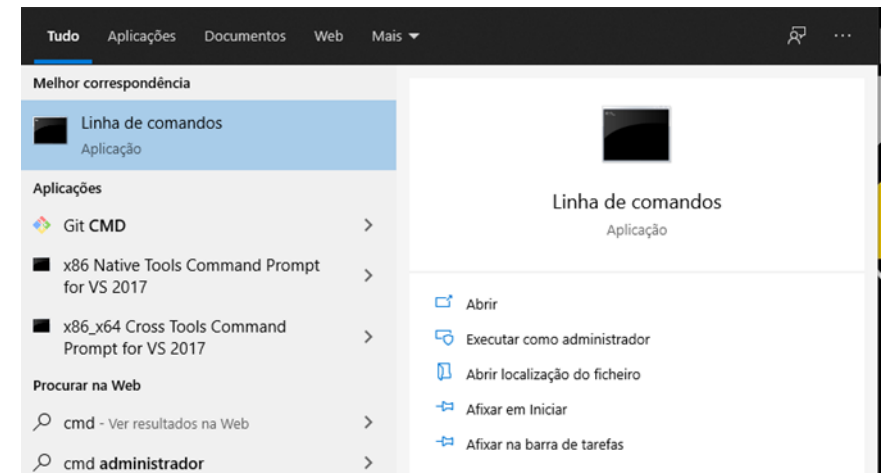 Tudo Aplicações Documentos Web Mais
Melhor correspondência
Linha de comandos
Aplicação
Aplicações
Git CMD
x86 Native Tools Command Prompt
for VS 2017
x86_x64 Cross Tools Command
Prompt for VS 2017
Procurar na Web
cmd - Ver resultados na Web
cmd administrador
Linha de comandos
Aplicação
Abrir
Executar como administrador
Abrir localização do ficheiro
Afixar em Iniciar
Afixar na barra de tarefas